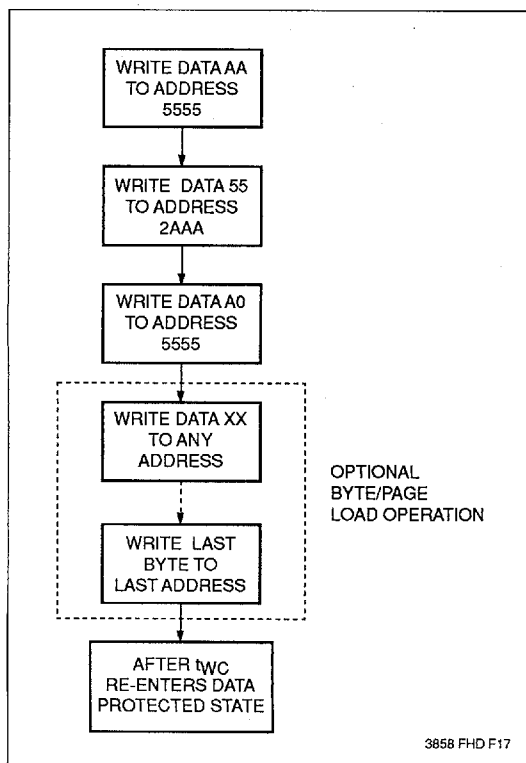 WRITE DATA AA
TO ADDRESS
5555
WRITE DATA 55
TO ADDRESS
2AAA
WRITE DATA A0
TO ADDRESS
5555
WRITE DATA XX
TO ANY
ADDRESS
OPTIONAL
BYTE/PAGE
LOAD OPERATION
WRITE LAST
BYTE TO
LAST ADDRESS
AFTER tWC
RE-ENTERS DATA
PROTECTED STATE
3858 FHD F17